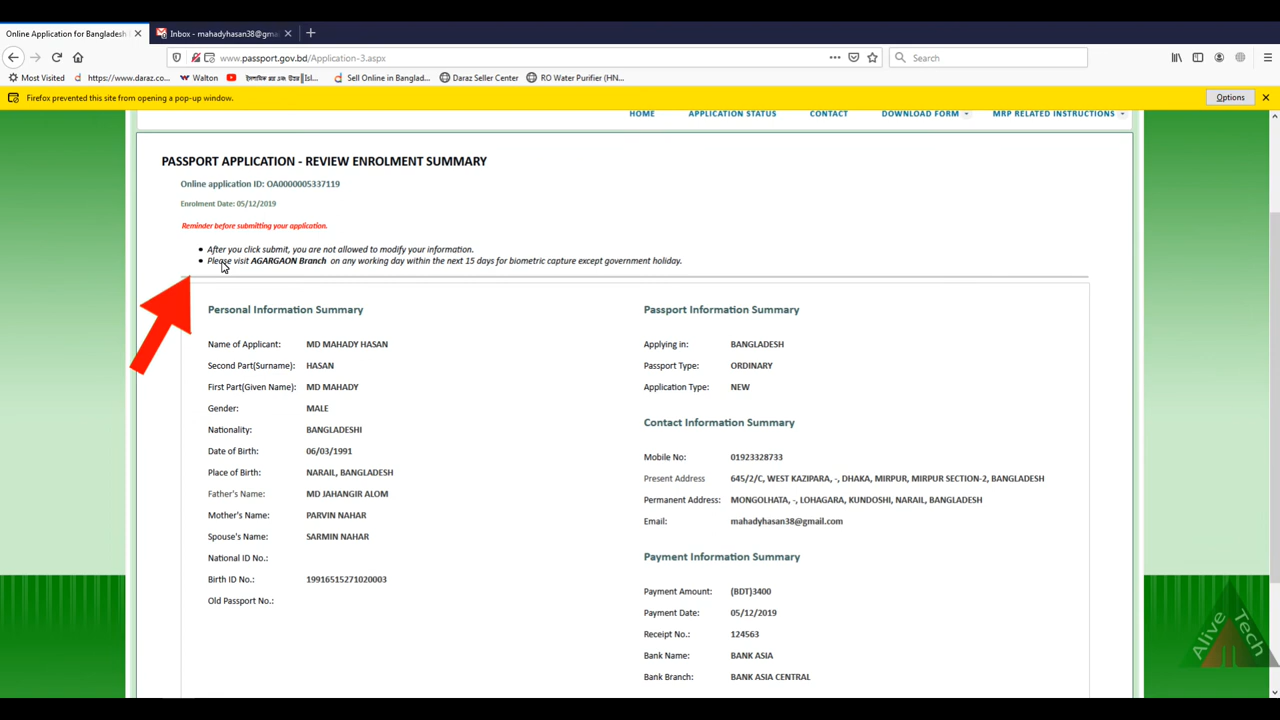 Online Application for Bangladesh
Inbox - mahadyhasan38@gma
www.passport.gov.bd/Application-3.aspx
Search
Most Visited
https://www.daraz.co...
Walton
Sell Online in Banglad...
Daraz Seller Center
RO Water Purifier (HN...
Firefox prevented this site from opening a pop-up window.
Options
HOME
APPLICATION STATUS
CONTACT
DOWNLOAD FORM
MRP RELATED INSTRUCTIONS
PASSPORT APPLICATION - REVIEW ENROLMENT SUMMARY
Online application ID: OA0000005337119
Enrolment Date: 05/12/2019
Reminder before submitting your application.
After you click submit, you are not allowed to modify your information.
Please visit AGARGAON Branch on any working day within the next 15 days for biometric capture except government holiday.
Personal Information Summary
Name of Applicant: MD MAHADY HASAN
Second Part(Surname): HASAN
First Part(Given Name): MD MAHADY
Gender: MALE
Nationality: BANGLADESHI
Date of Birth: 06/03/1991
Place of Birth: NARAIL, BANGLADESH
Father's Name: MD JAHANGIR ALOM
Mother's Name: PARVIN NAHAR
Spouse's Name: SARMIN NAHAR
National ID No.:
Birth ID No.: 19916515271020003
Old Passport No.:
Passport Information Summary
Applying in: BANGLADESH
Passport Type: ORDINARY
Application Type: NEW
Contact Information Summary
Mobile No: 01923328733
Present Address 645/2/C, WEST KAZIPARA, -, DHAKA, MIRPUR, MIRPUR SECTION-2, BANGLADESH
Permanent Address: MONGOLHATA, -, LOHAGARA, KUNDOSHI, NARAIL, BANGLADESH
Email: mahadyhasan38@gmail.com
Payment Information Summary
Payment Amount: (BDT)3400
Payment Date: 05/12/2019
Receipt No.: 124563
Bank Name: BANK ASIA
Bank Branch: BANK ASIA CENTRAL
Alive Tech